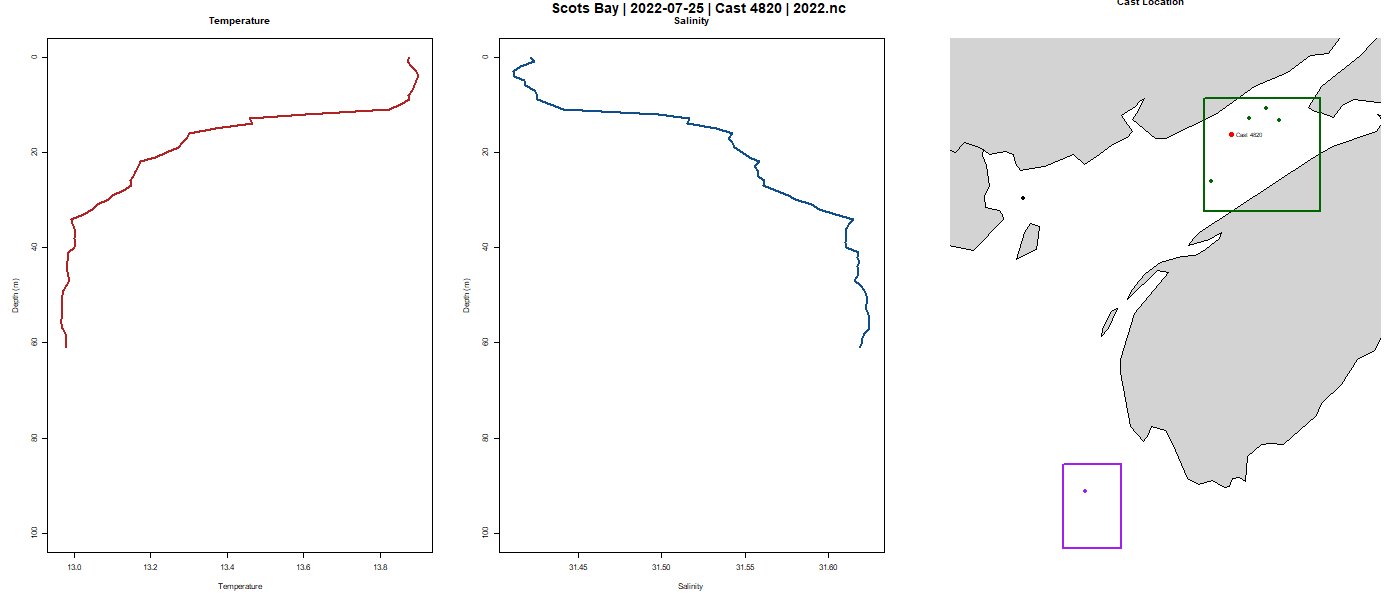 Scots Bay | 2022-07-25 | Cast 4820 | 2022.nc
Temperature
Salinity
Cast Location
0
20
40
60
80
100
Depth (m)
13.0
13.2
13.4
13.6
13.8
Temperature
0
20
40
60
80
100
Depth (m)
31.45
31.50
31.55
31.60
Salinity
Cast 4820